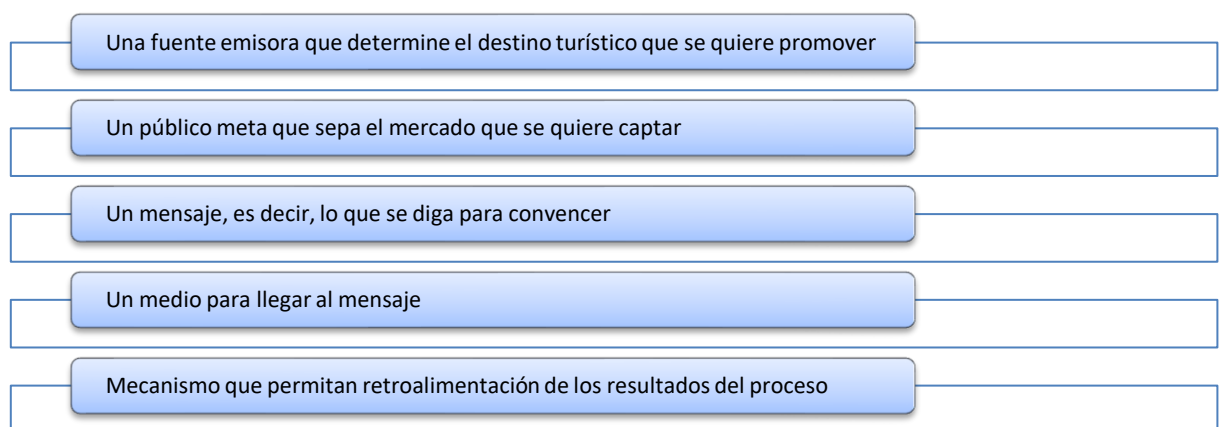 Una fuente emisora que determine el destino turístico que se quiere promover
Un público meta que sepa el mercado que se quiere captar
Un mensaje, es decir, lo que se diga para convencer
Un medio para llegar al mensaje
Mecanismo que permitan retroalimentación de los resultados del proceso